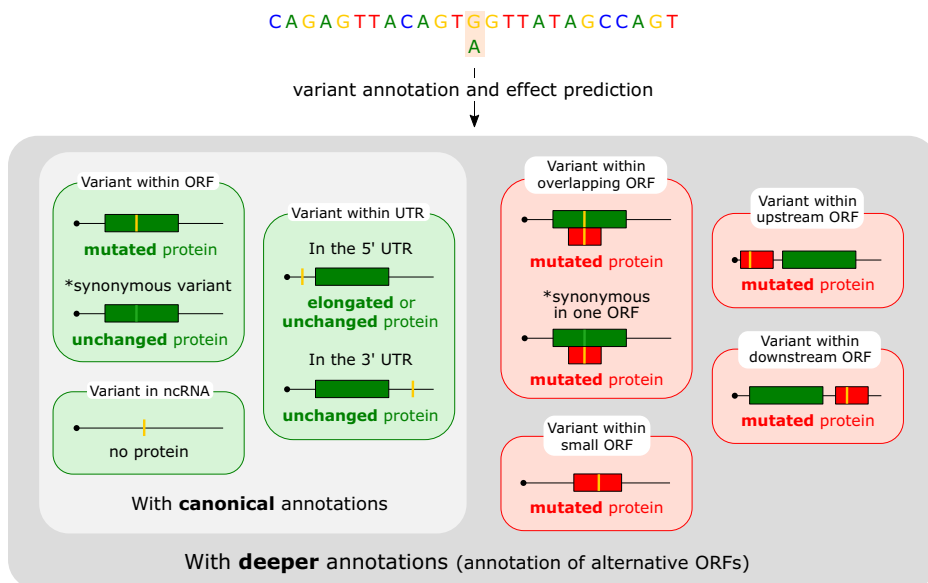 CAGAGTTACAGTGGTTATAGCCAGT
A
variant annotation and effect prediction
Variant within ORF
mutated protein
*synonymous variant
unchanged protein
Variant in ncRNA
no protein
Variant within UTR
In the 5' UTR
elongated or
unchanged protein
In the 3' UTR
unchanged protein
With canonical annotations
Variant within
overlapping ORF
mutated protein
*synonymous
in one ORF
mutated protein
Variant within
small ORF
mutated protein
Variant within
upstream ORF
mutated protein
Variant within
downstream ORF
mutated protein
With deeper annotations (annotation of alternative ORFs)